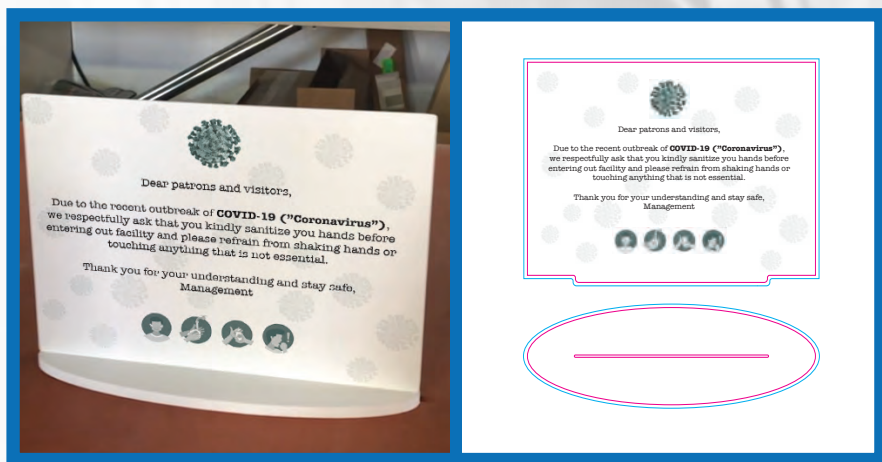 Dear patrons and visitors,
Due to the recent outbreak of COVID-19 ("Coronavirus"),
we respectfully ask that you kindly sanitize you hands before
entering out facility and please refrain from shaking hands or
touching anything that is not essential.
Thank you for your understanding and stay safe,
Management
Dear patrons and visitors,
Due to the recent outbreak of COVID-19 ("Coronavirus"),
we respectfully ask that you kindly sanitize you hands before
entering out facility and please refrain from shaking hands or
touching anything that is not essential.
Thank you for your understanding and stay safe,
Management